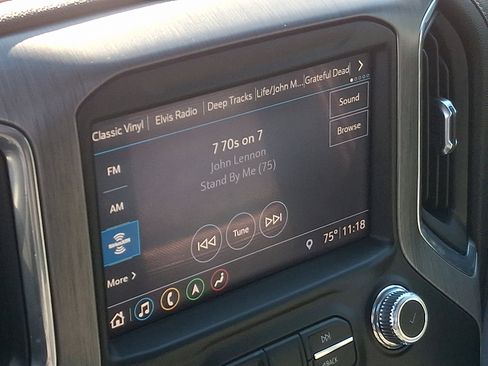 Classic Vinyl Elvis Radio Deep Tracks Life/John M... Grateful Dead
Sound
Browse
FM
7 70s on 7
John Lennon
Stand By Me (75)
AM
Tune
More
75° 11:18
BACK